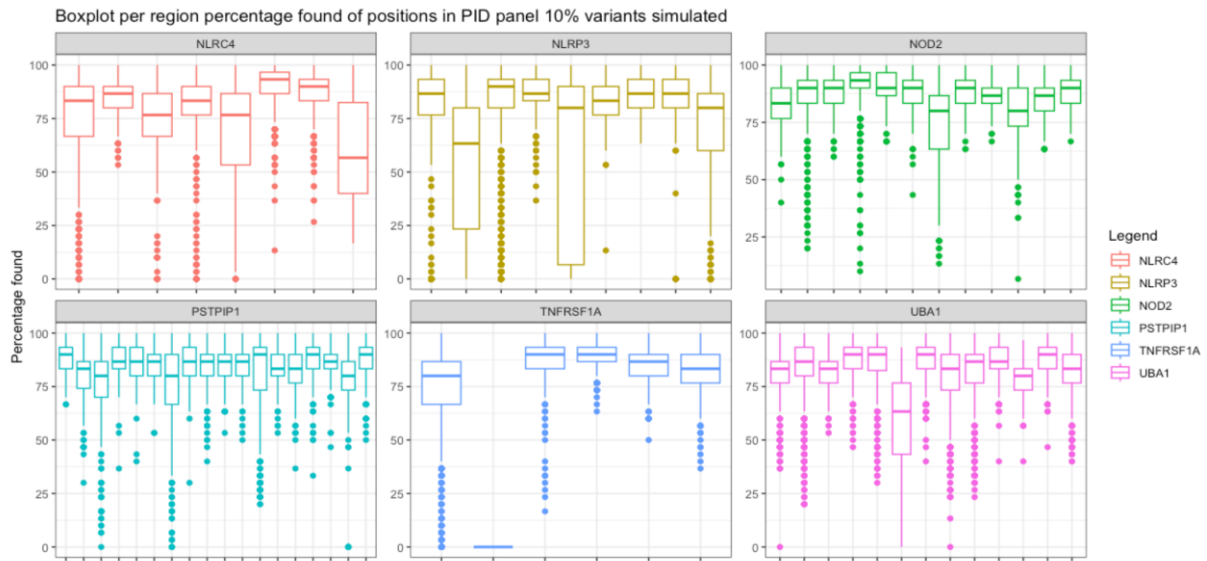 Boxplot per region percentage found of positions in PID panel 10% variants simulated
NLRC4 NLRP3 NOD2
100 100 100
75 75 75
50 50 50
25 25 25
0 0
Percentage found
PSTPIP1 TNFRSF1A UBA1
100 100 100
75 75 75
50 50 50
25 25 25
0 0 0
Legend
NLRC4
NLRP3
NOD2
PSTPIP1
TNFRSF1A
UBA1